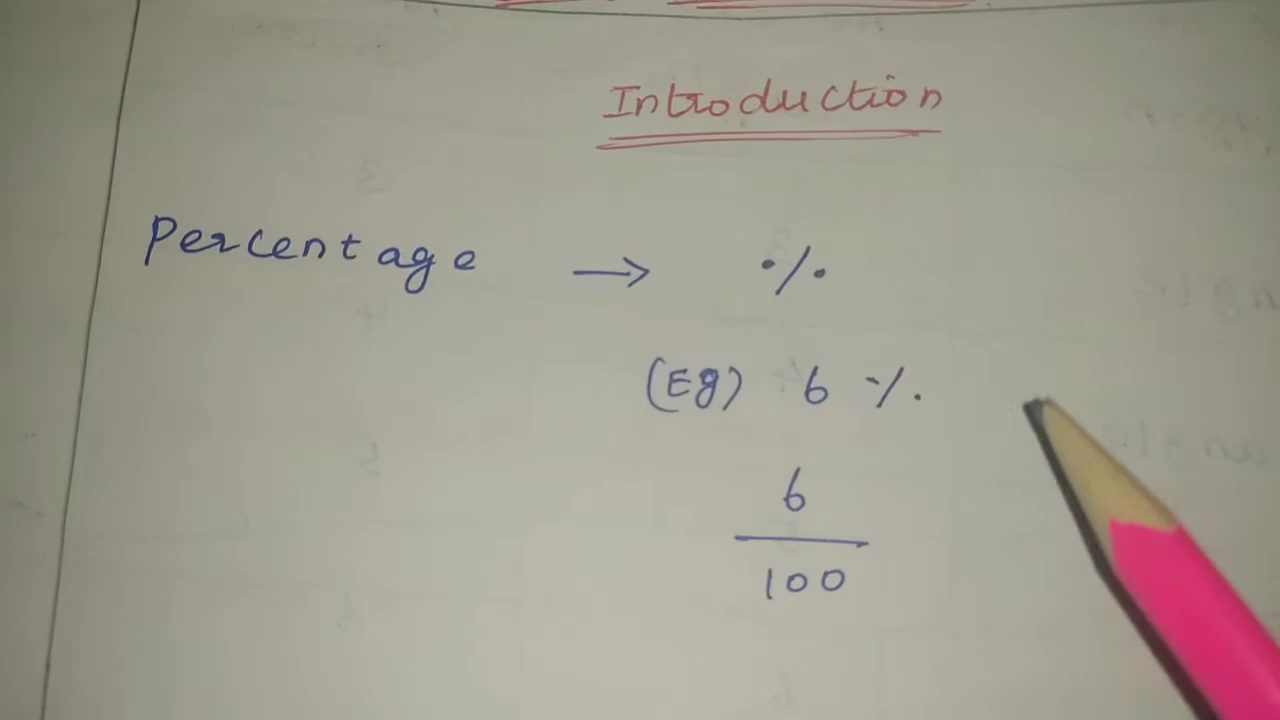 Introduction
Percentage → %
(Eg) 6 %
6
100